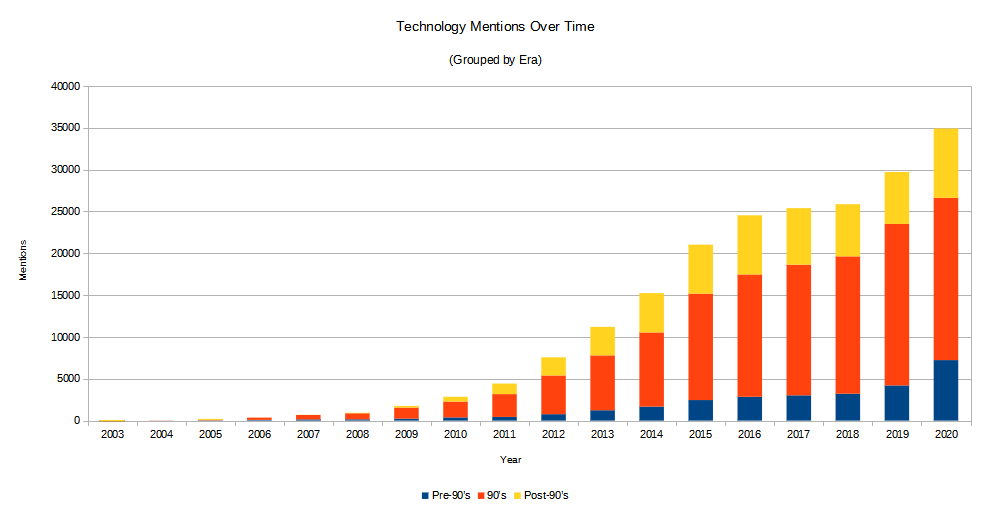 Technology Mentions Over Time
(Grouped by Era)
40000
35000
30000
25000
20000
15000
10000
5000
0
Mentions
2003 2004 2005 2006 2007 2008 2009 2010 2011 2012 2013 2014 2015 2016 2017 2018 2019 2020
Year
Pre-90's 90's Post-90's